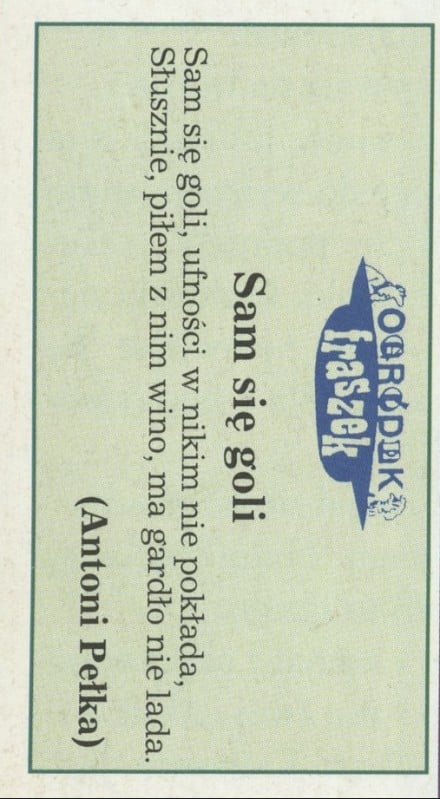 OGRÓDEK
fraszek
Sam się goli
Sam się goli, ufności w nikim nie pokłada,
Słusznie, piłem z nim wino, ma gardło nie lada.
(Antoni Pełka)